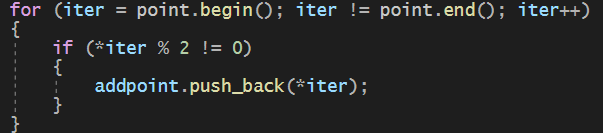 for (iter = point.begin(); iter != point.end(); iter++)
{
    if (*iter % 2 != 0)
    {
        addpoint.push_back(*iter);
    }
}